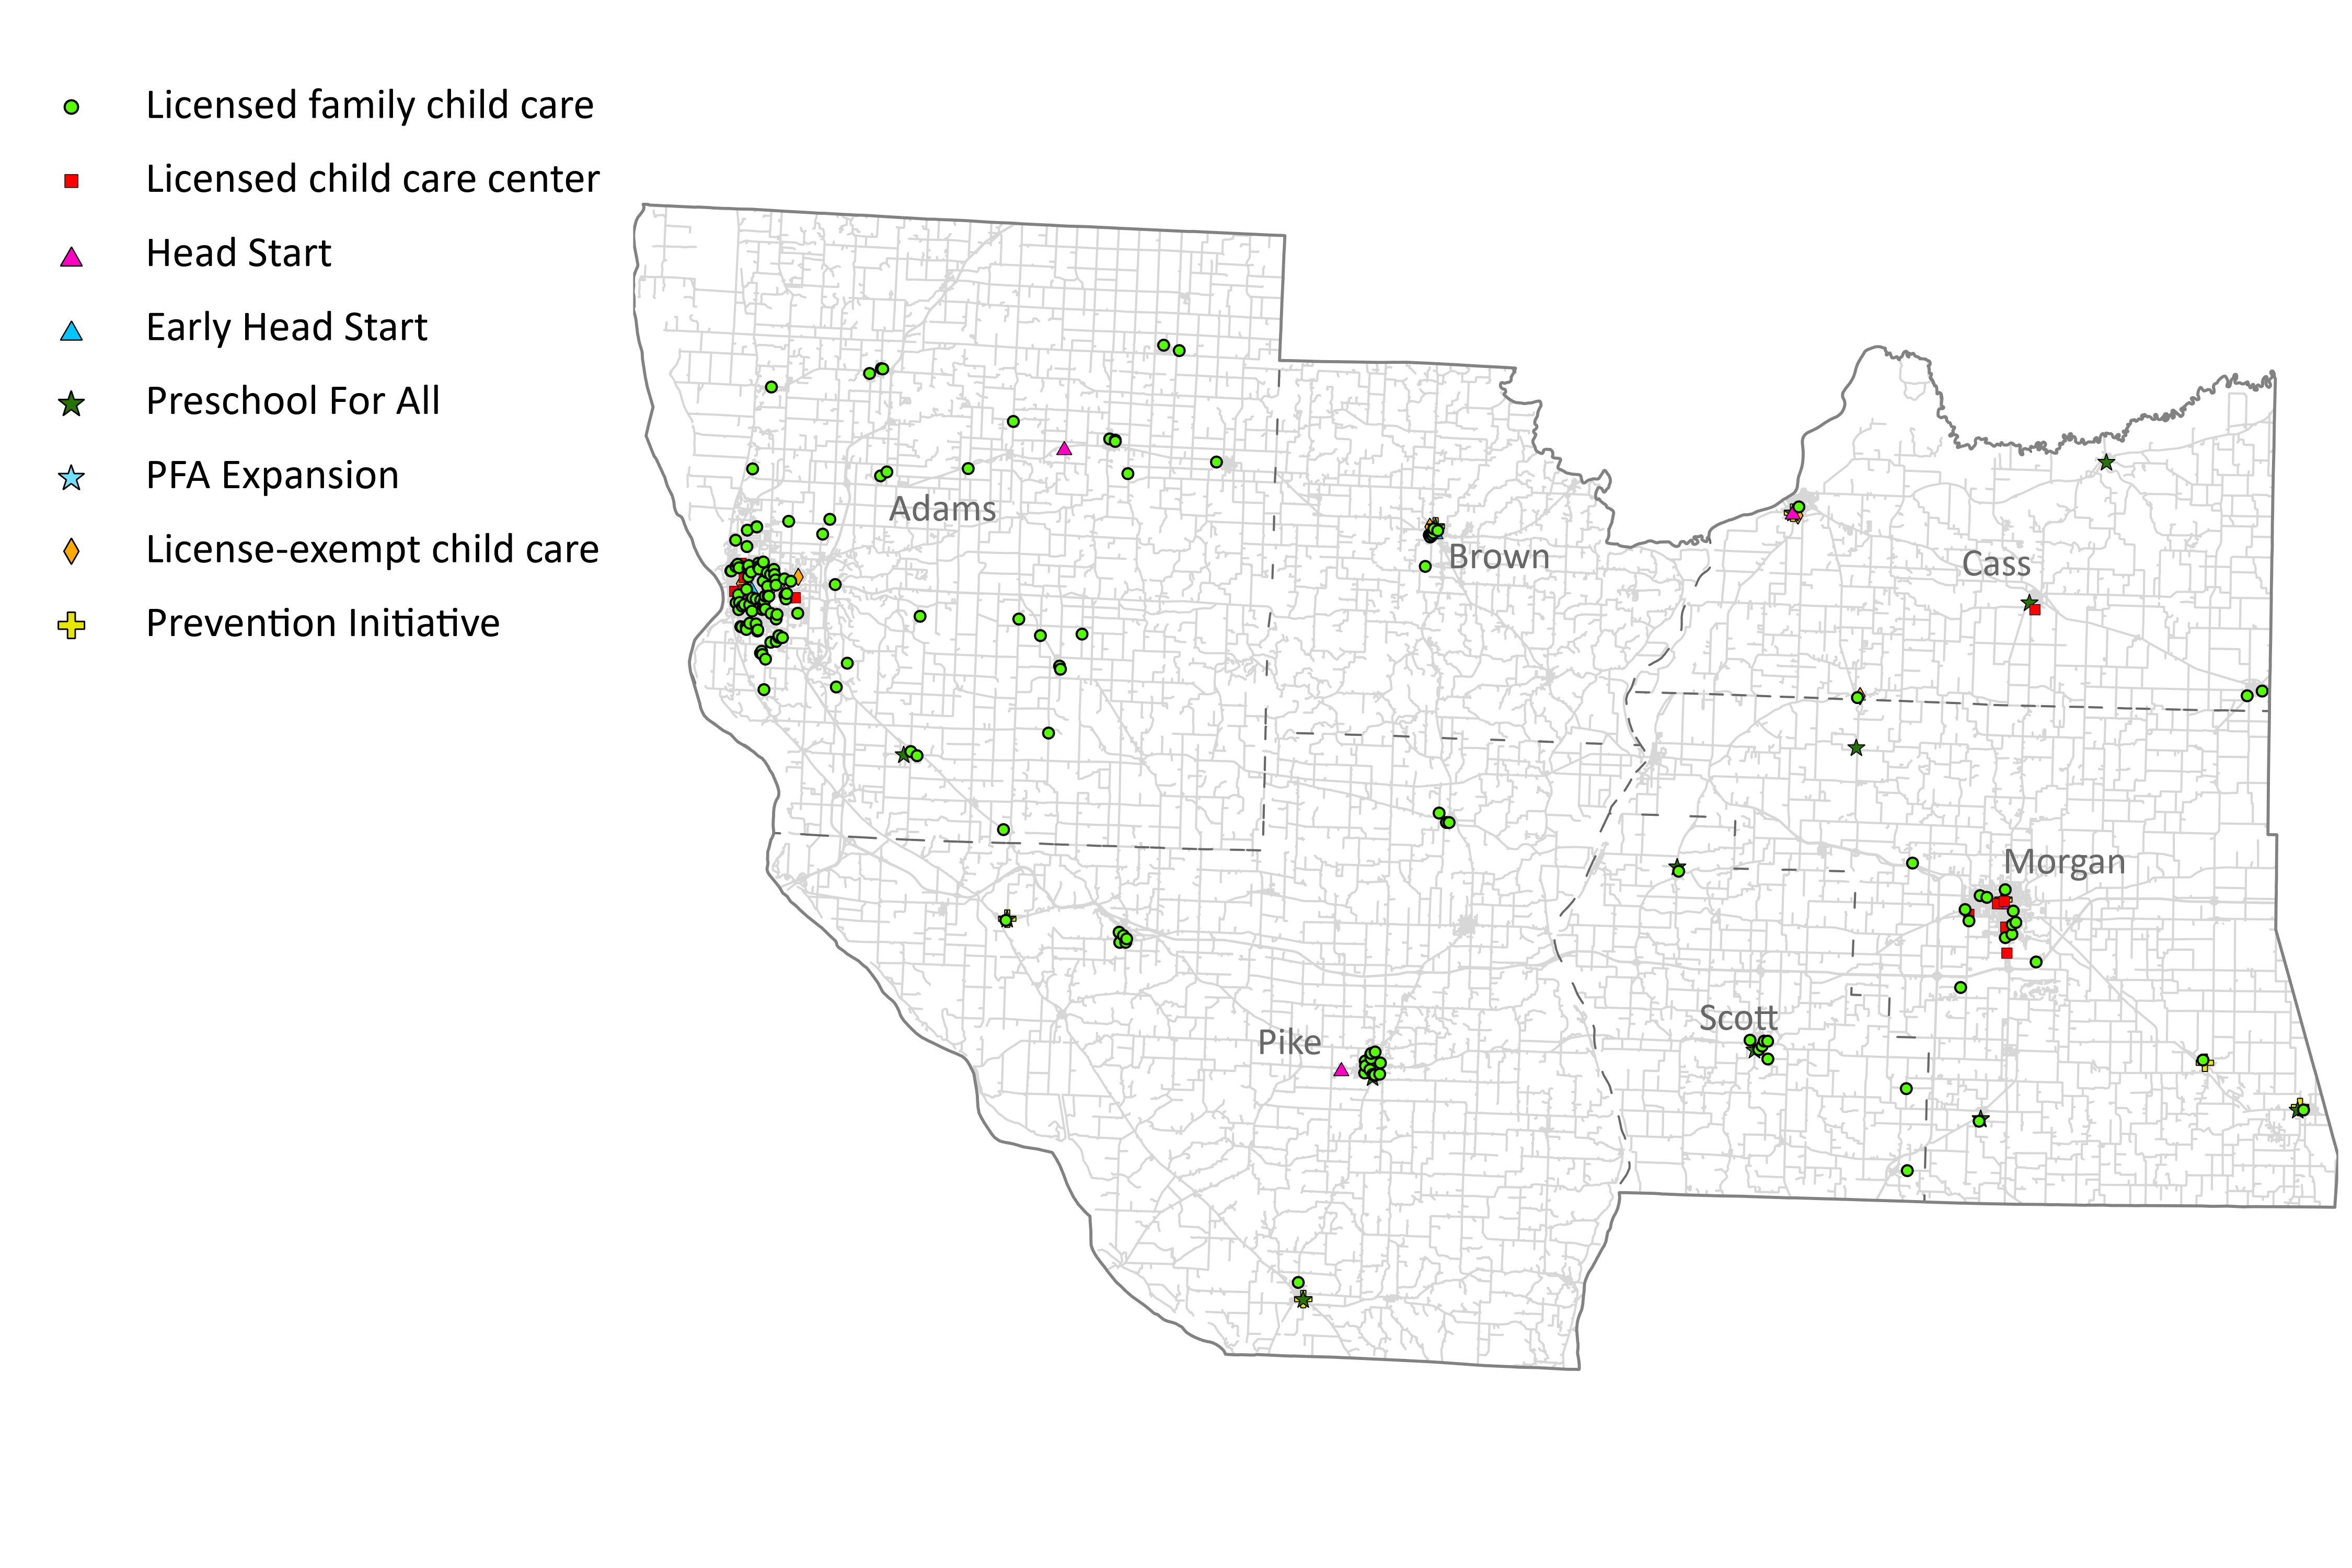 Licensed family child care
Licensed child care center
Head Start
Early Head Start
Preschool For All
PFA Expansion
License-exempt child care
Prevention Initiative
Adams
Brown
Cass
Morgan
Scott
Pike